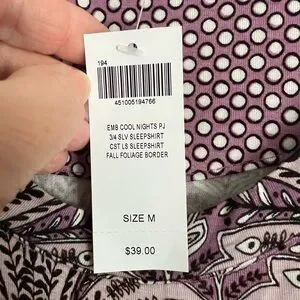 194
451005194766
EMB COOL NIGHTS PJ
3/4 SLV SLEEPSHIRT
CST LS SLEEPSHIRT
FALL FOLIAGE BORDER
SIZE M
$39.00